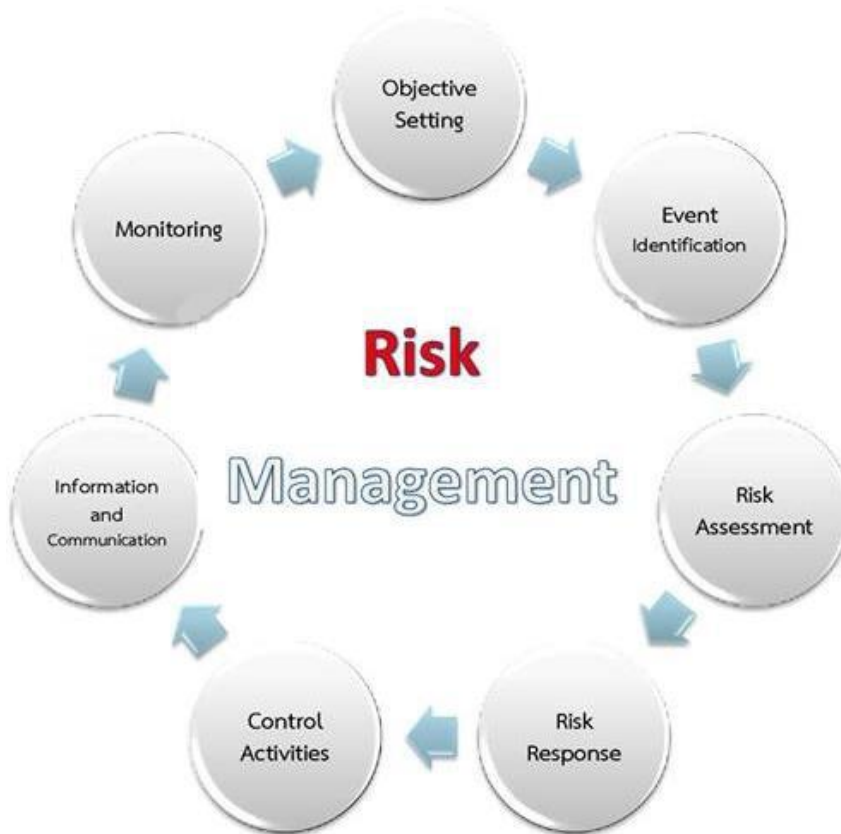 Objective
Setting
Event
Identification
Risk
Assessment
Risk
Response
Control
Activities
Information
and
Communication
Monitoring
Risk
Management